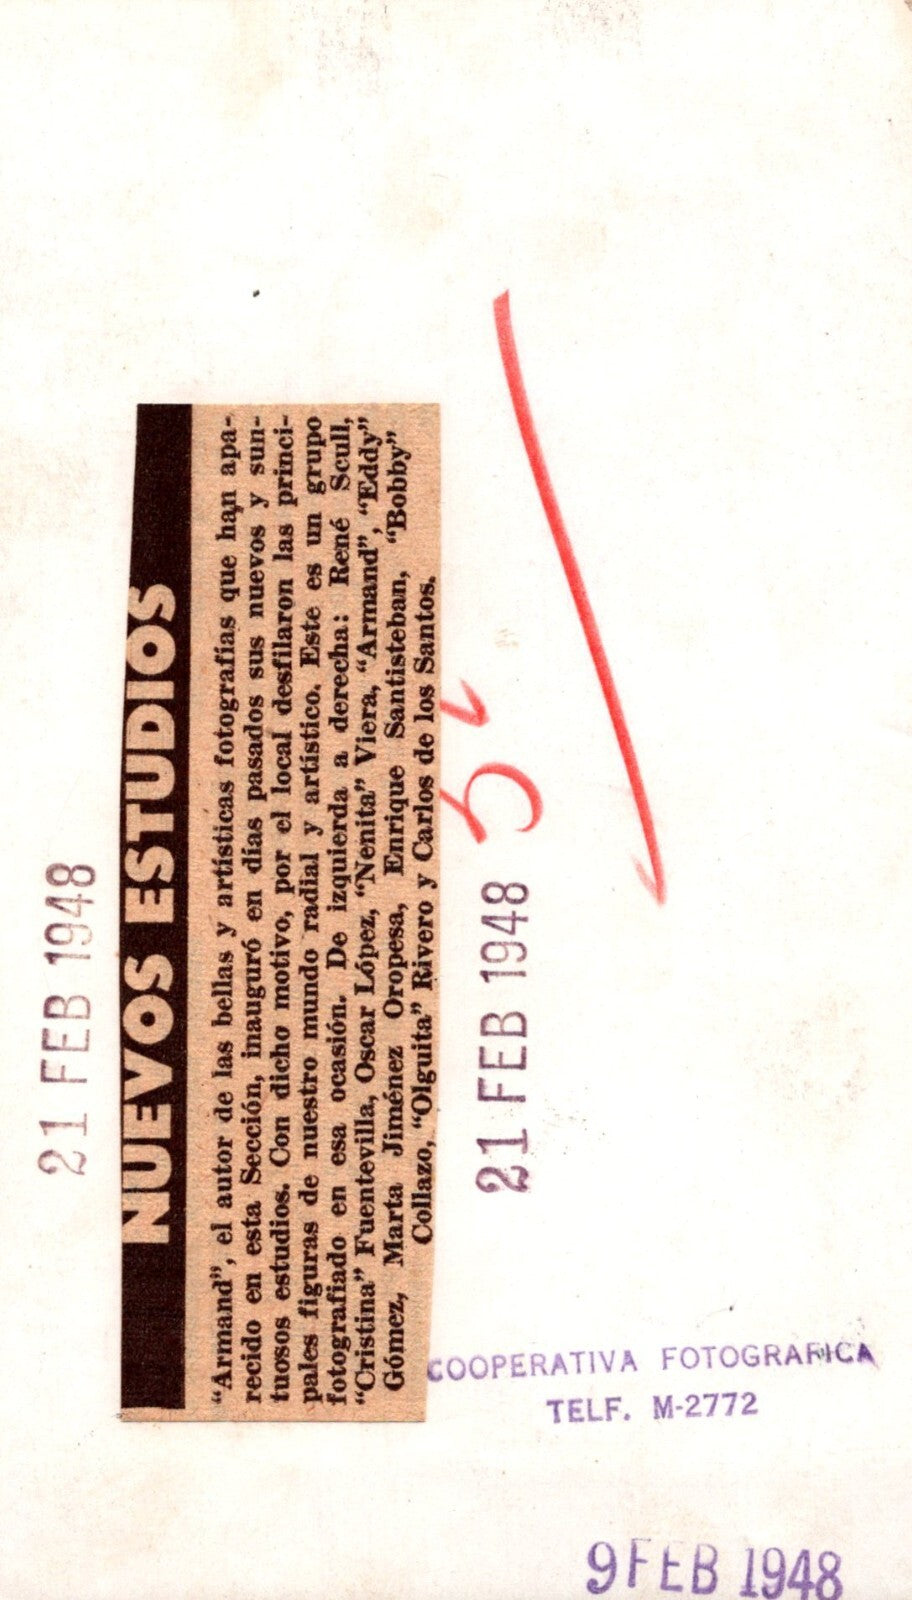 21 FEB 1948
NUEVOS ESTUDIOS
"Armand", el autor de las bellas y artísticas fotografías que han apa-
recido en esta Sección, inauguró en días pasados sus nuevos y sun-
tuosos estudios. Con dicho motivo, por el local desfilaron las princi-
pales figuras de nuestro mundo radial y artístico. Este es un grupo
fotografiado en esa ocasión. De izquierda a derecha: René Scull,
"Cristina" Fuentevilla, Oscar López, "Nenita" Viera, "Armand", "Eddy"
Gómez, Marta Jiménez Oropesa, Enrique Santisteban, "Bobby"
Collazo, "Olguita" Rivero y Carlos de los Santos.
21 FEB 1948
COOPERATIVA FOTOGRAFICA
TELF. M-2772
9 FEB 1948